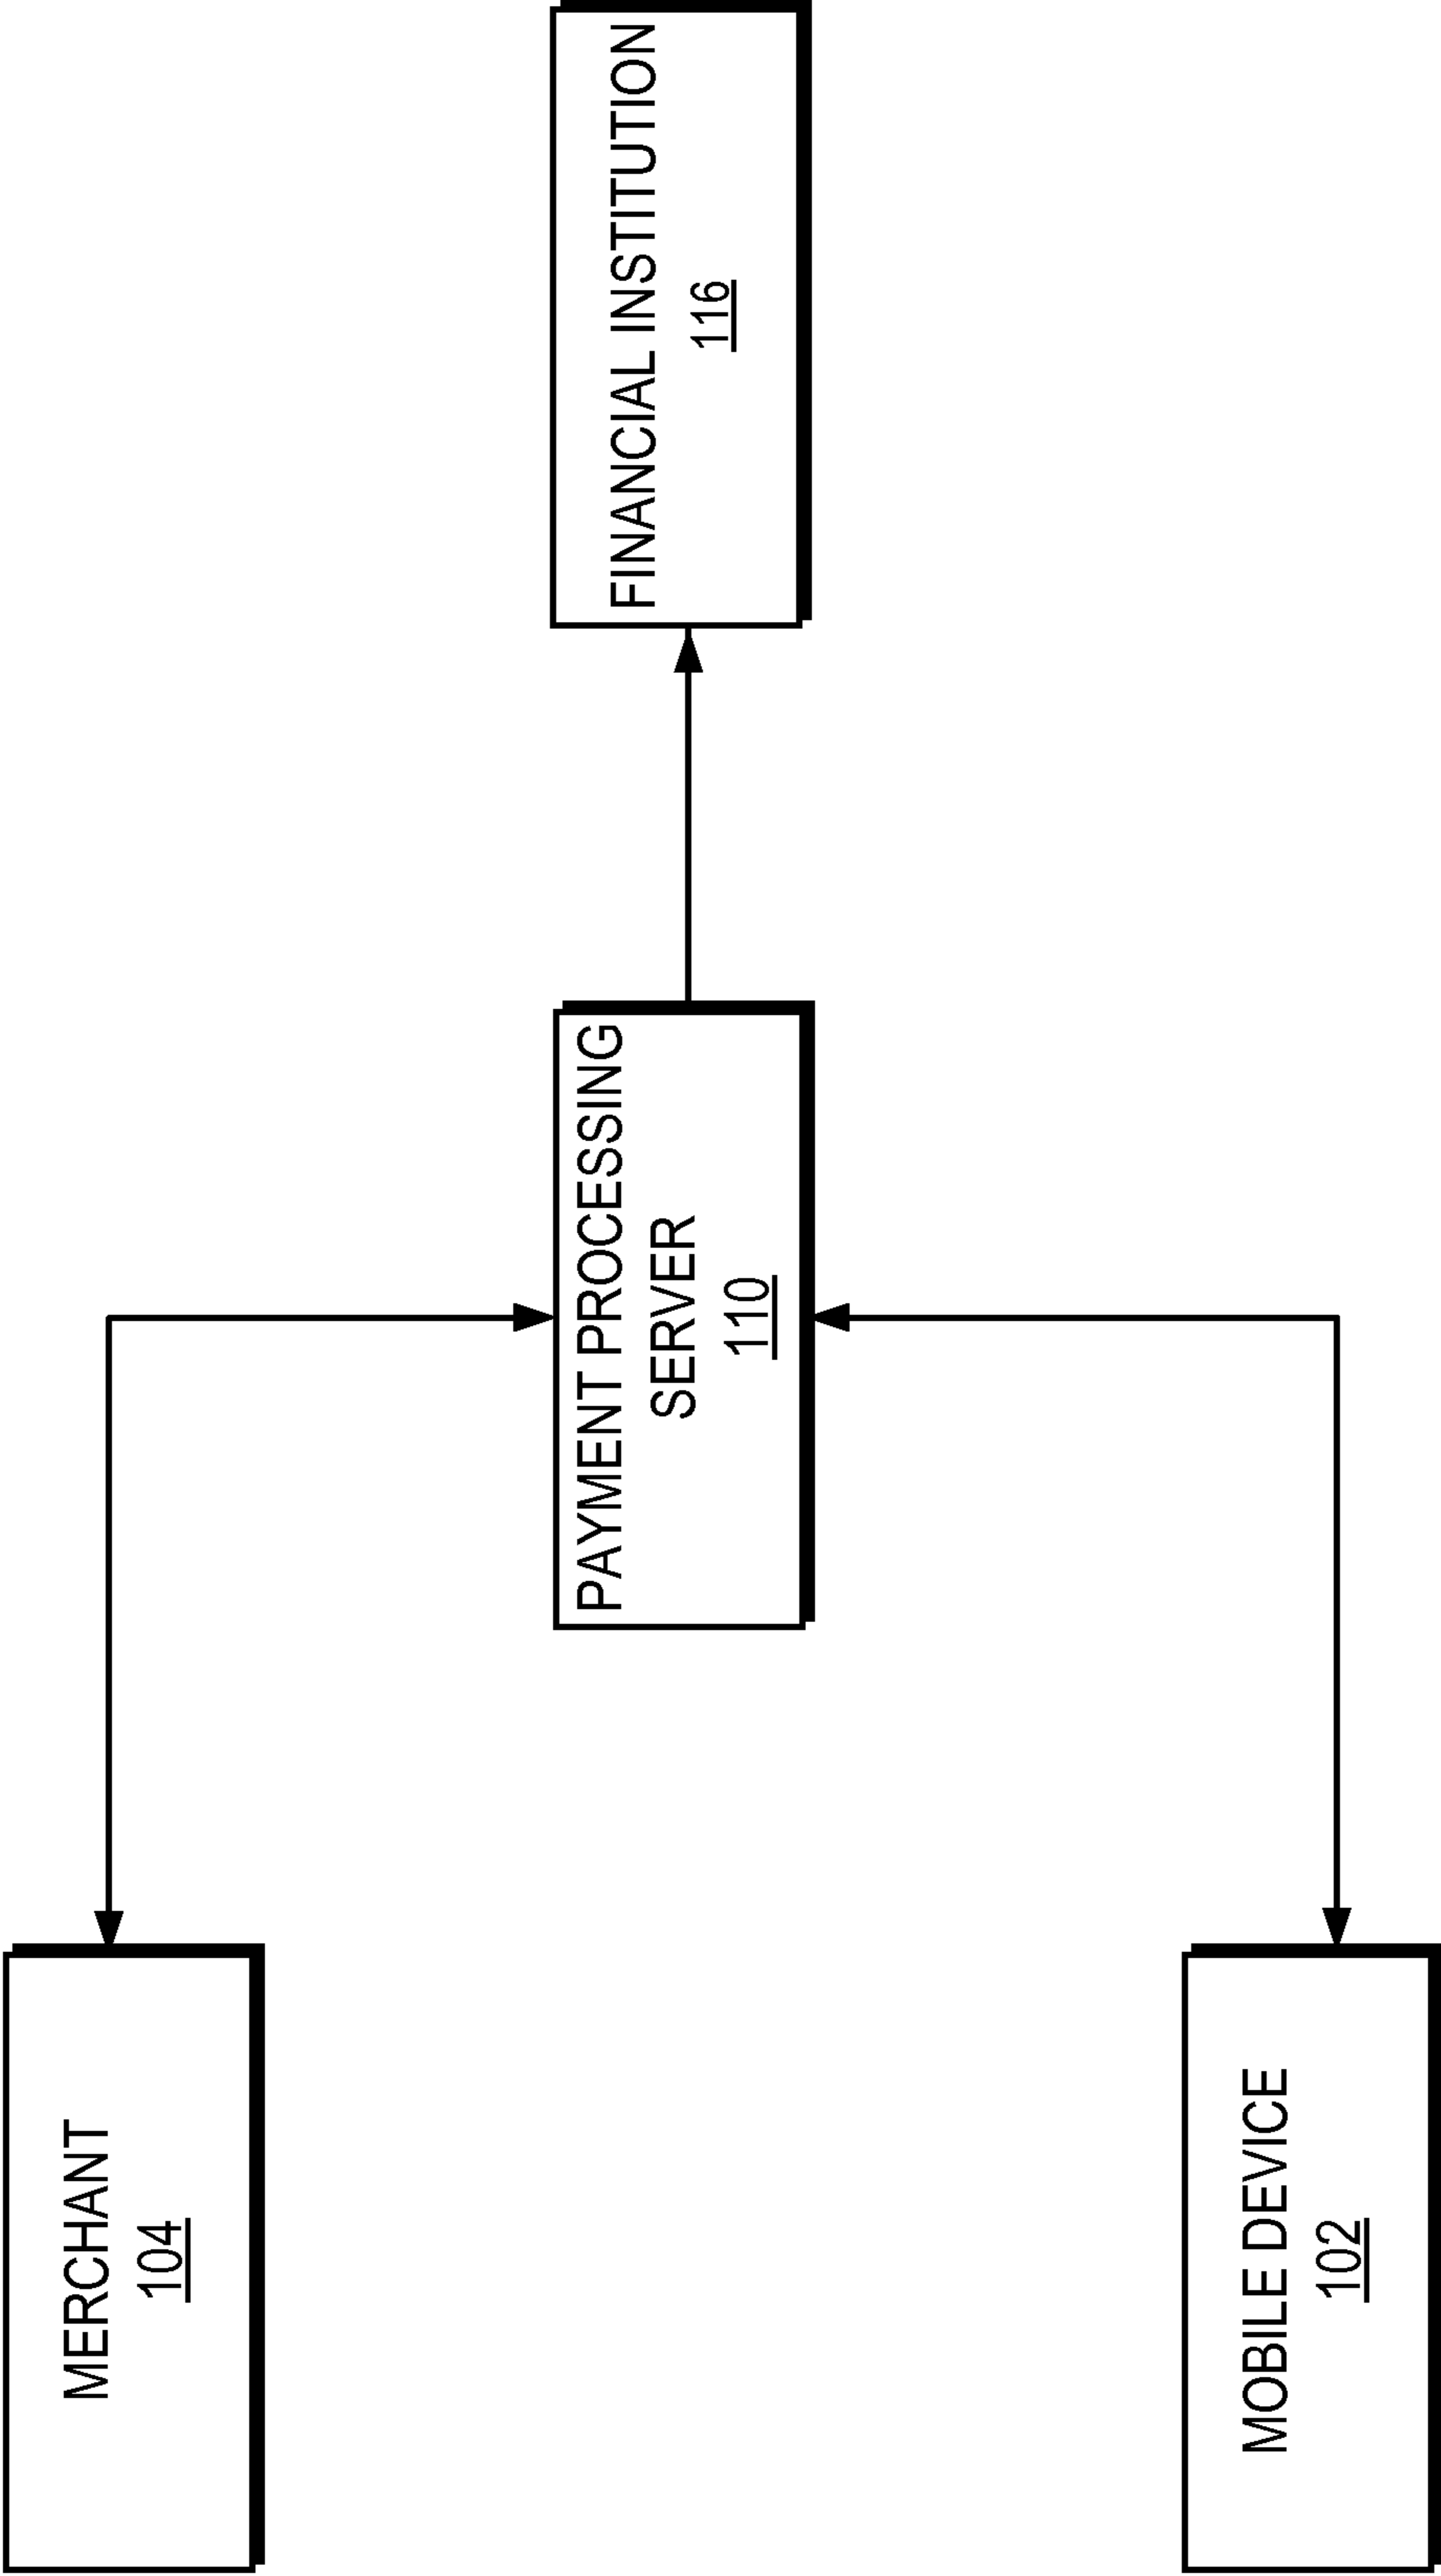 MERCHANT
104
PAYMENT PROCESSING
SERVER
110
FINANCIAL INSTITUTION
116
MOBILE DEVICE
102